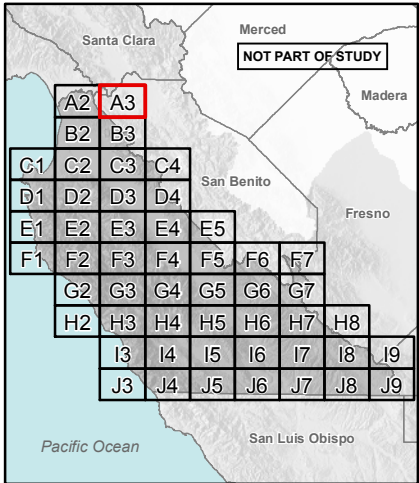 Merced
Santa Clara
NOT PART OF STUDY
Madera
A2 A3
B2 B3
C1 C2 C3 C4
San Benito
D1 D2 D3 D4
Fresno
E1 E2 E3 E4 E5
F1 F2 F3 F4 F5 F6 F7
G2 G3 G4 G5 G6 G7
H2 H3 H4 H5 H6 H7 H8
I3 I4 I5 I6 I7 I8 I9
J3 J4 J5 J6 J7 J8 J9
Pacific Ocean
San Luis Obispo